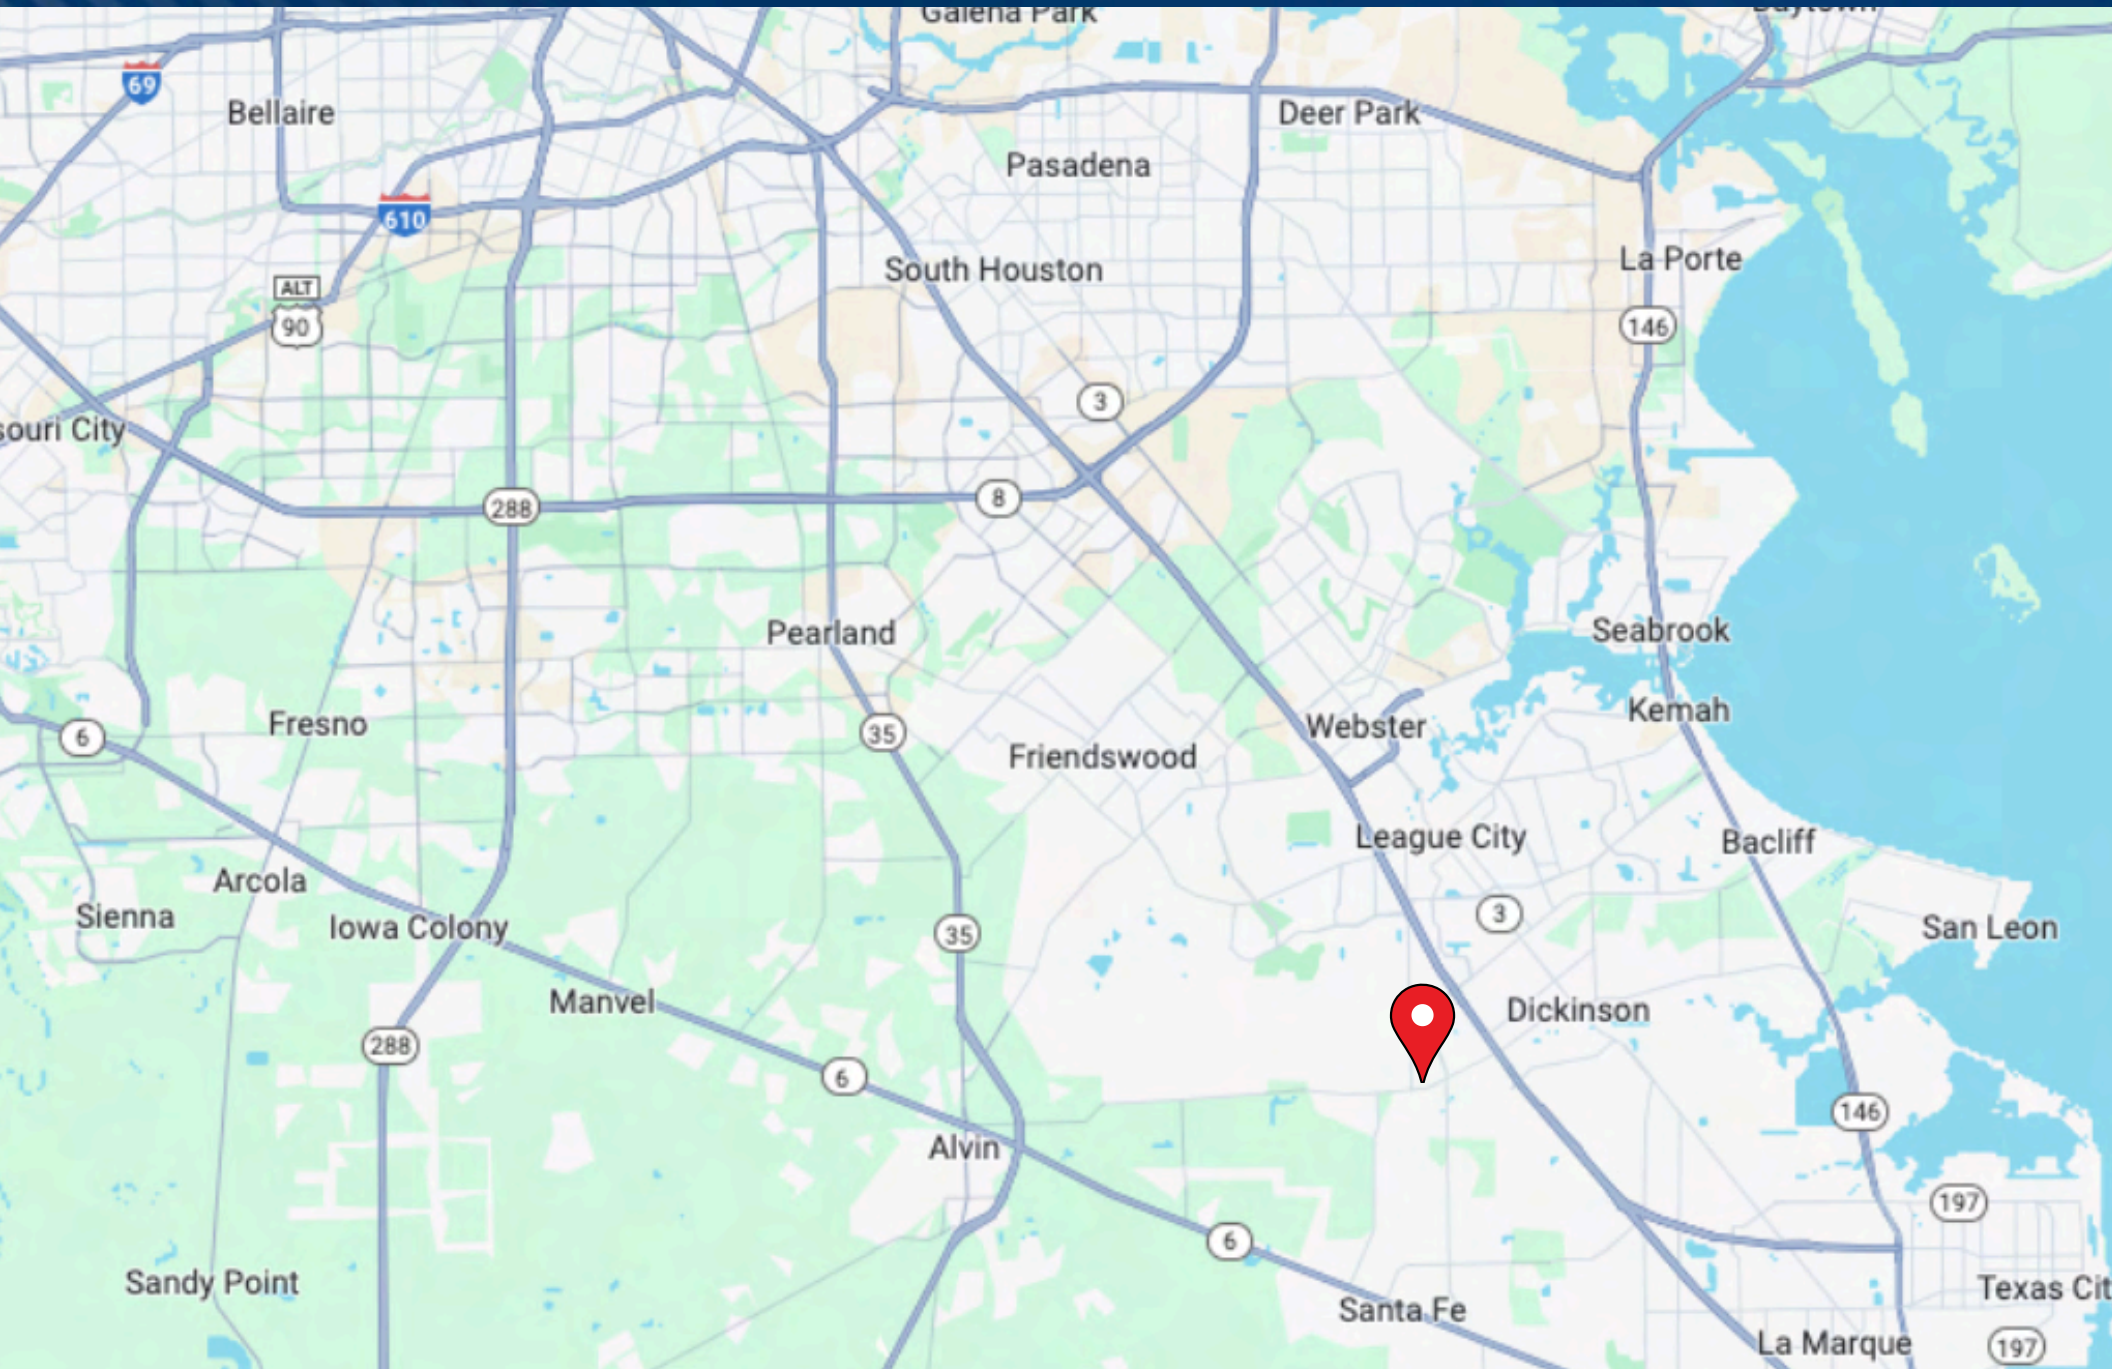 Galena Park
69
Bellaire
Deer Park
Pasadena
610
La Porte
South Houston
ALT
90
146
3
souri City
8
288
Seabrook
Pearland
Kemah
Fresno
Webster
6
35
Friendswood
League City
Bacliff
Arcola
3
Sienna
Iowa Colony
35
San Leon
Manvel
Dickinson
288
6
146
Alvin
197
6
Sandy Point
Texas Cit
Santa Fe
La Marque
197